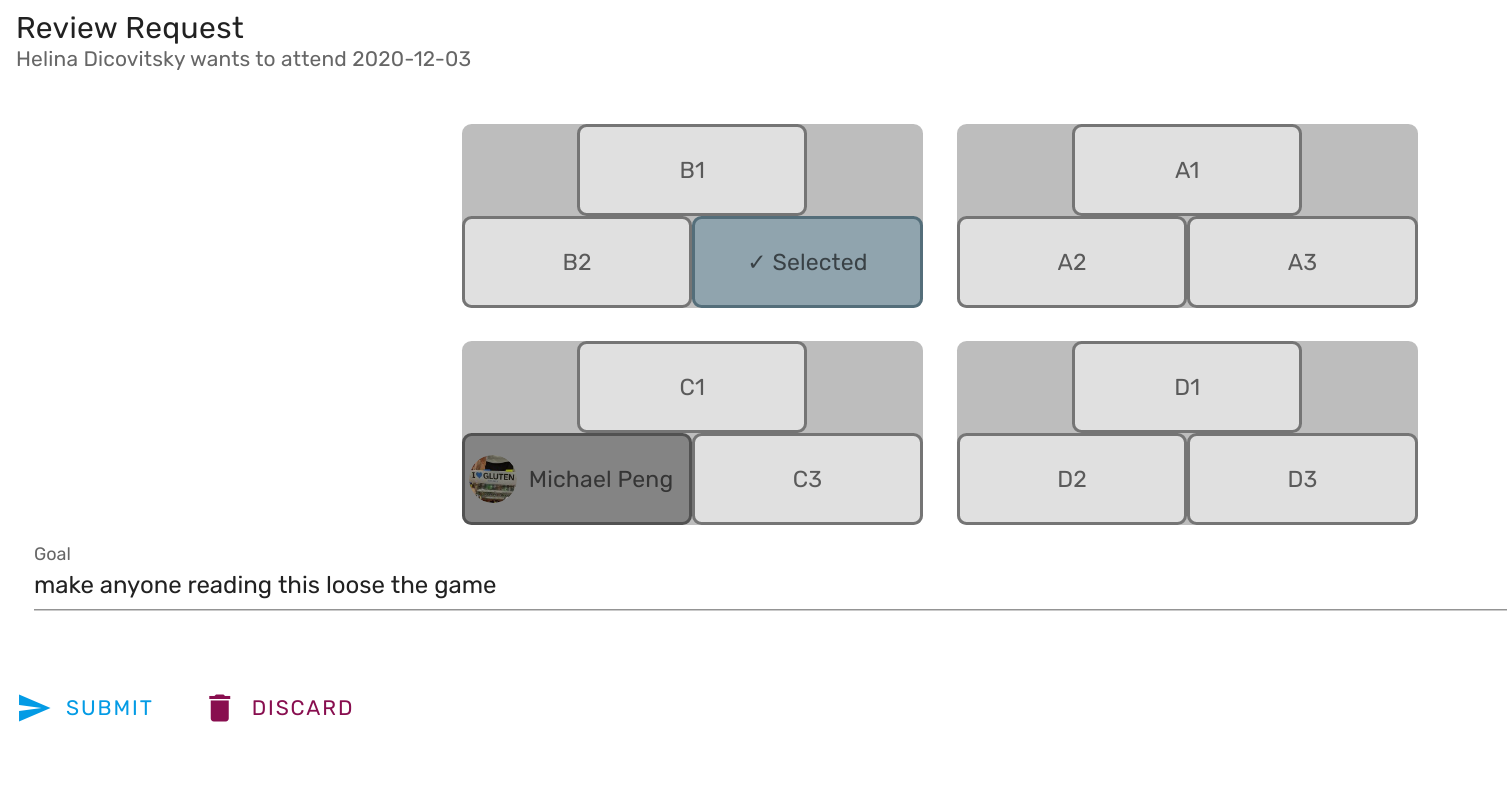 Review Request
Helina Dicovitsky wants to attend 2020-12-03
B1
A1
B2
✓ Selected
A2
A3
C1
D1
I♥GLUTEN
Michael Peng
C3
D2
D3
Goal
make anyone reading this loose the game
SUBMIT
DISCARD